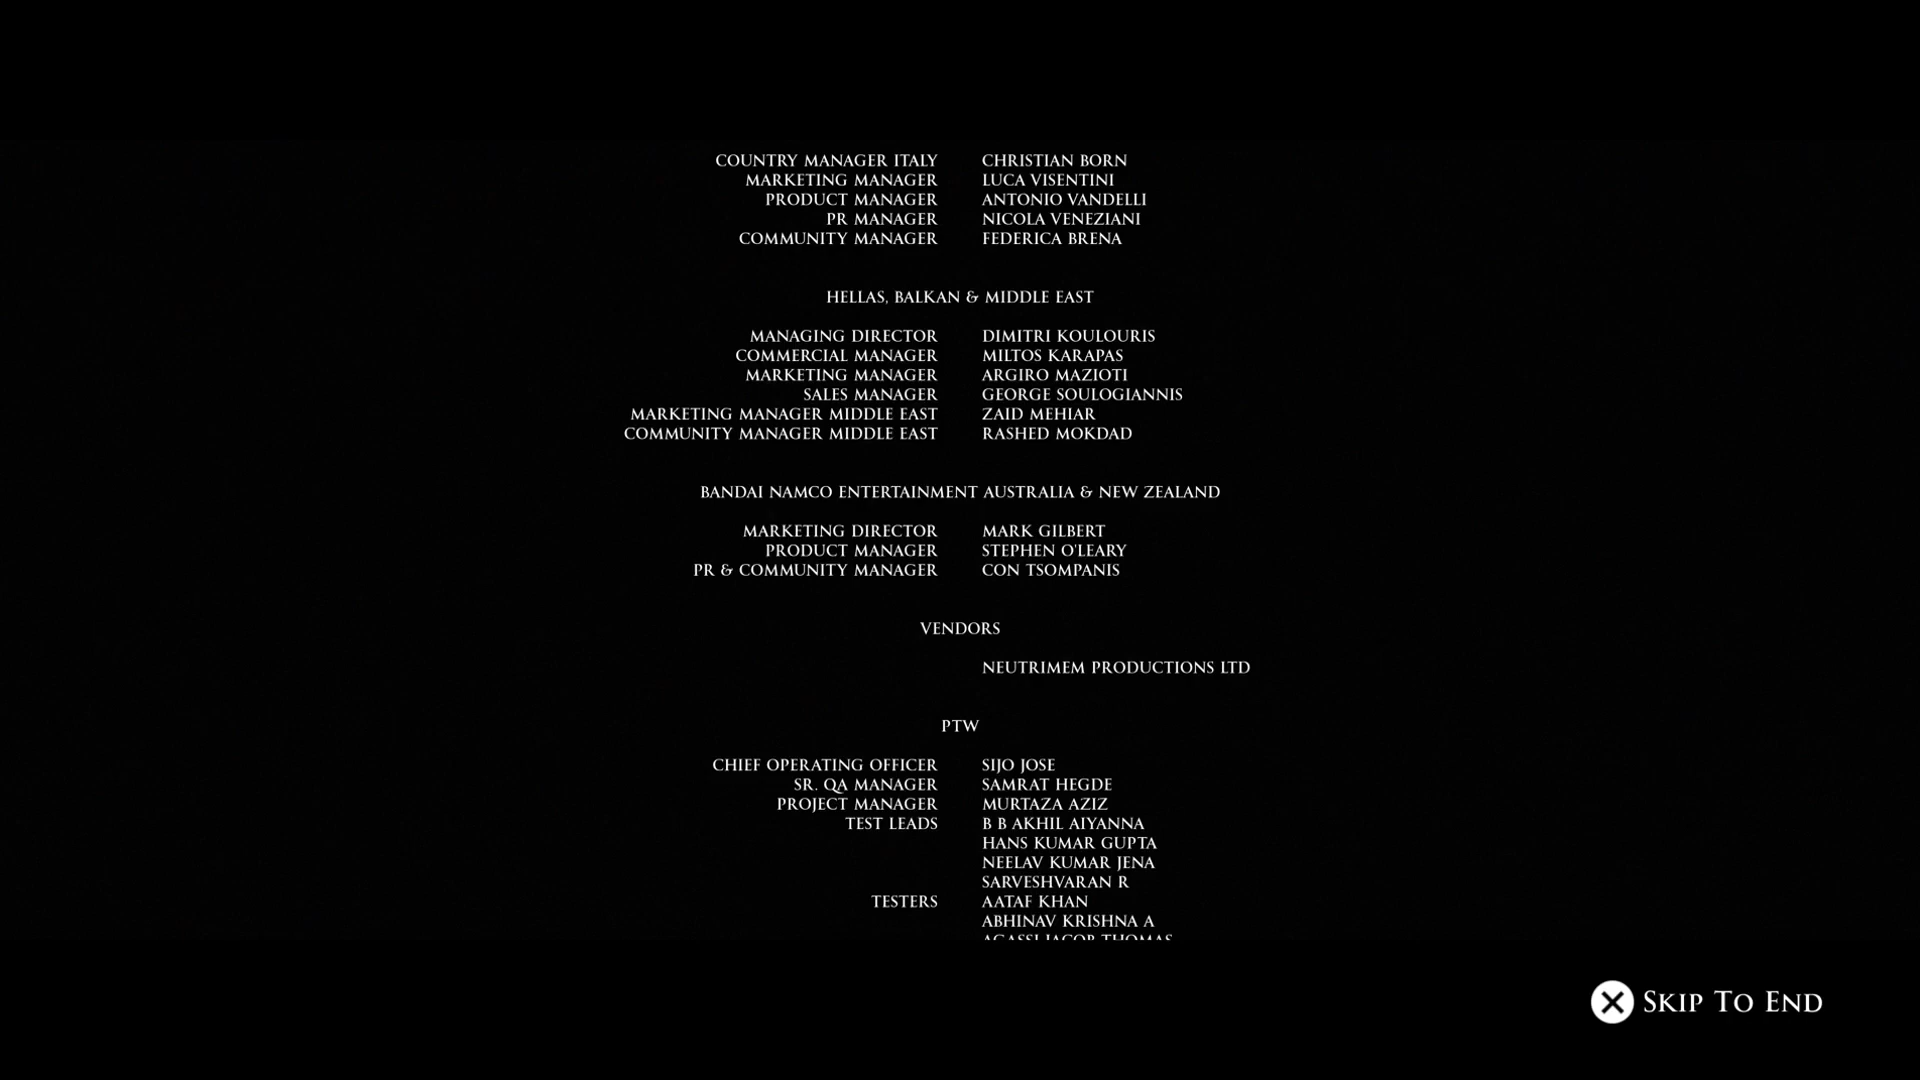 COUNTRY MANAGER ITALY CHRISTIAN BORN
MARKETING MANAGER LUCA VISENTINI
PRODUCT MANAGER ANTONIO VANDELLI
PR MANAGER NICOLA VENEZIANI
COMMUNITY MANAGER FEDERICA BRENA
HELLAS, BALKAN & MIDDLE EAST
MANAGING DIRECTOR DIMITRI KOULOURIS
COMMERCIAL MANAGER MILTOS KARAPAS
MARKETING MANAGER ARGIRO MAZIOTI
SALES MANAGER GEORGE SOULOGIANNIS
MARKETING MANAGER MIDDLE EAST ZAID MEHIAR
COMMUNITY MANAGER MIDDLE EAST RASHED MOKDAD
BANDAI NAMCO ENTERTAINMENT AUSTRALIA & NEW ZEALAND
MARKETING DIRECTOR MARK GILBERT
PRODUCT MANAGER STEPHEN O'LEARY
PR & COMMUNITY MANAGER CON TSOMPANIS
VENDORS
NEUTRIMEM PRODUCTIONS LTD
PTW
CHIEF OPERATING OFFICER SIJO JOSE
SR. QA MANAGER SAMRAT HEGDE
PROJECT MANAGER MURTAZA AZIZ
TEST LEADS B B AKHIL AIYANNA
HANS KUMAR GUPTA
NEELAV KUMAR JENA
SARVESHVARAN R
TESTERS AATAF KHAN
ABHINAV KRISHNA A
AGASSI JACOB THOMAS
Skip To End